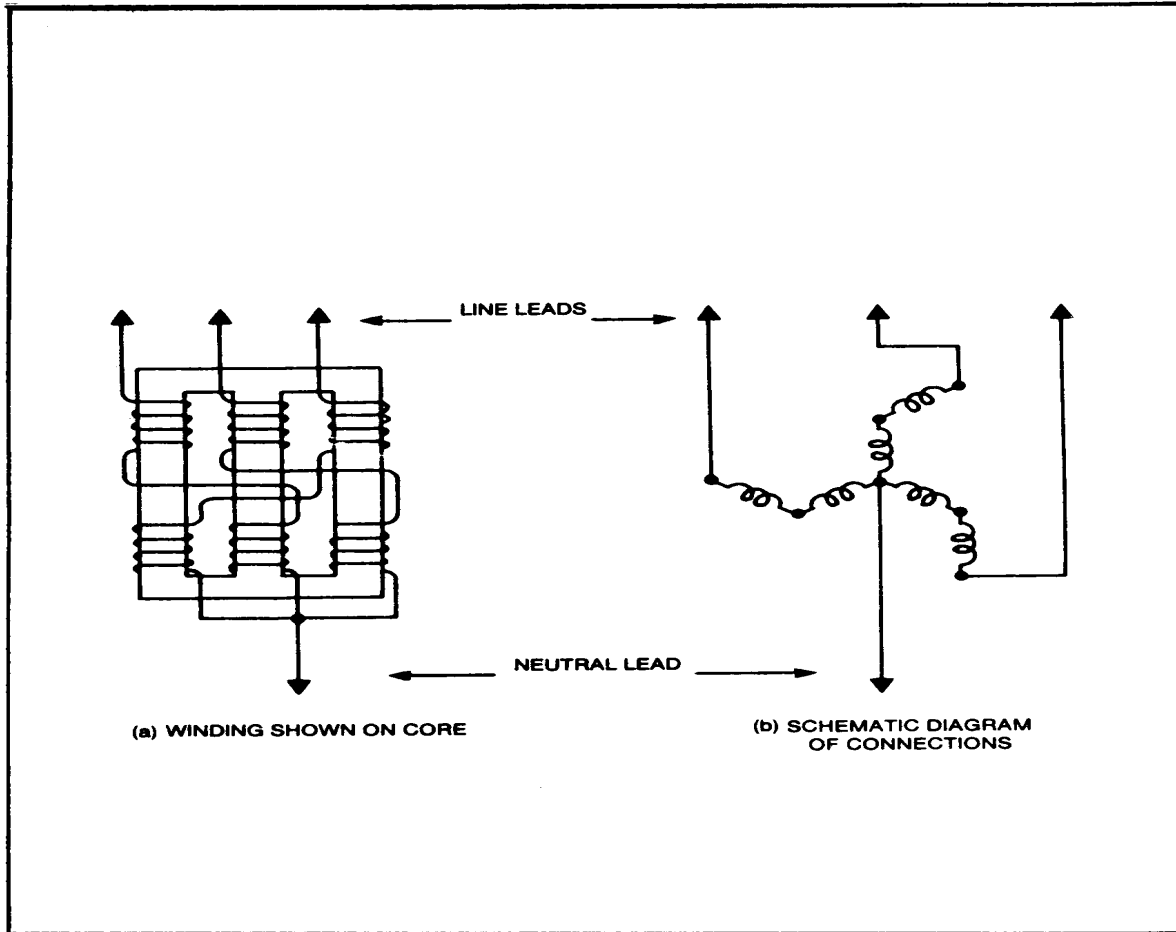 LINE LEADS
NEUTRAL LEAD
(a) WINDING SHOWN ON CORE
(b) SCHEMATIC DIAGRAM
OF CONNECTIONS